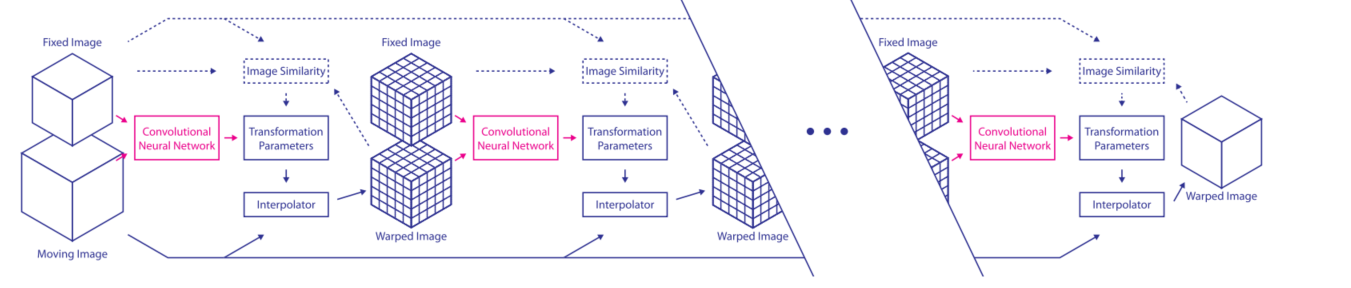 Fixed Image
Fixed Image
Fixed Image
Image Similarity
Image Similarity
Image Similarity
Convolutional
Neural Network
Transformation
Parameters
Convolutional
Neural Network
Transformation
Parameters
Convolutional
Neural Network
Transformation
Parameters
Interpolator
Interpolator
Interpolator
Warped Image
Warped Image
Warped Image
Moving Image